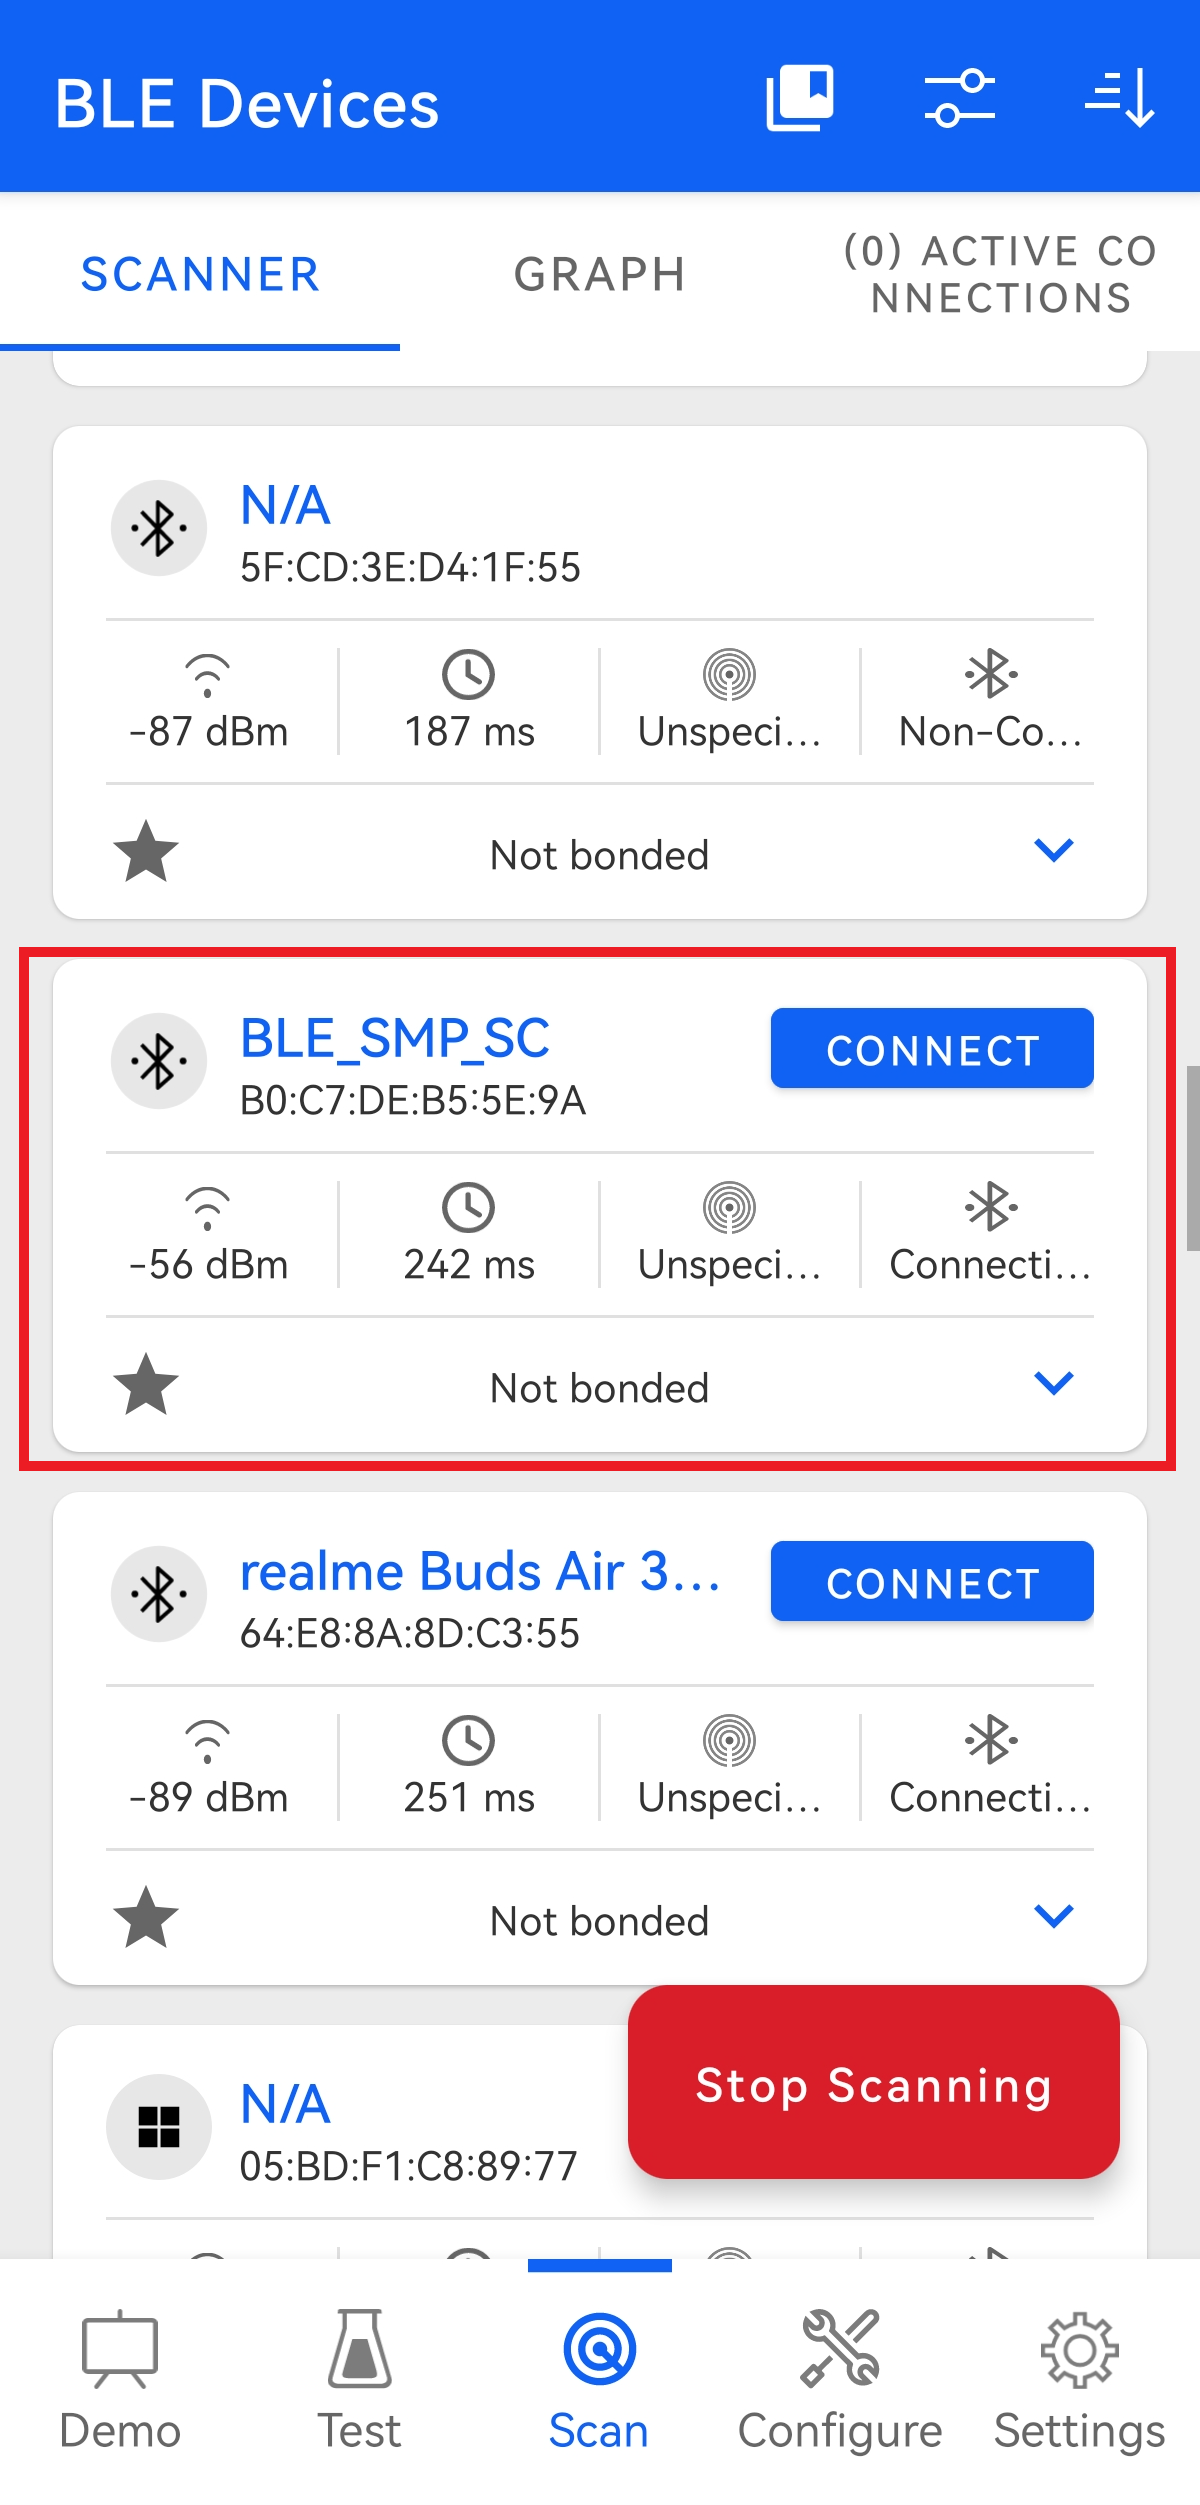 BLE Devices
SCANNER
GRAPH
(0) ACTIVE CO
NNECTIONS
N/A
5F:CD:3E:D4:1F:55
-87 dBm
187 ms
Unspeci...
Non-Co...
Not bonded
BLE_SMP_SC
CONNECT
B0:C7:DE:B5:5E:9A
-56 dBm
242 ms
Unspeci...
Connecti...
Not bonded
realme Buds Air 3...
CONNECT
64:E8:8A:8D:C3:55
-89 dBm
251 ms
Unspeci...
Connecti...
Not bonded
N/A
05:BD:F1:C8:89:77
Stop Scanning
Demo
Test
Scan
Configure
Settings